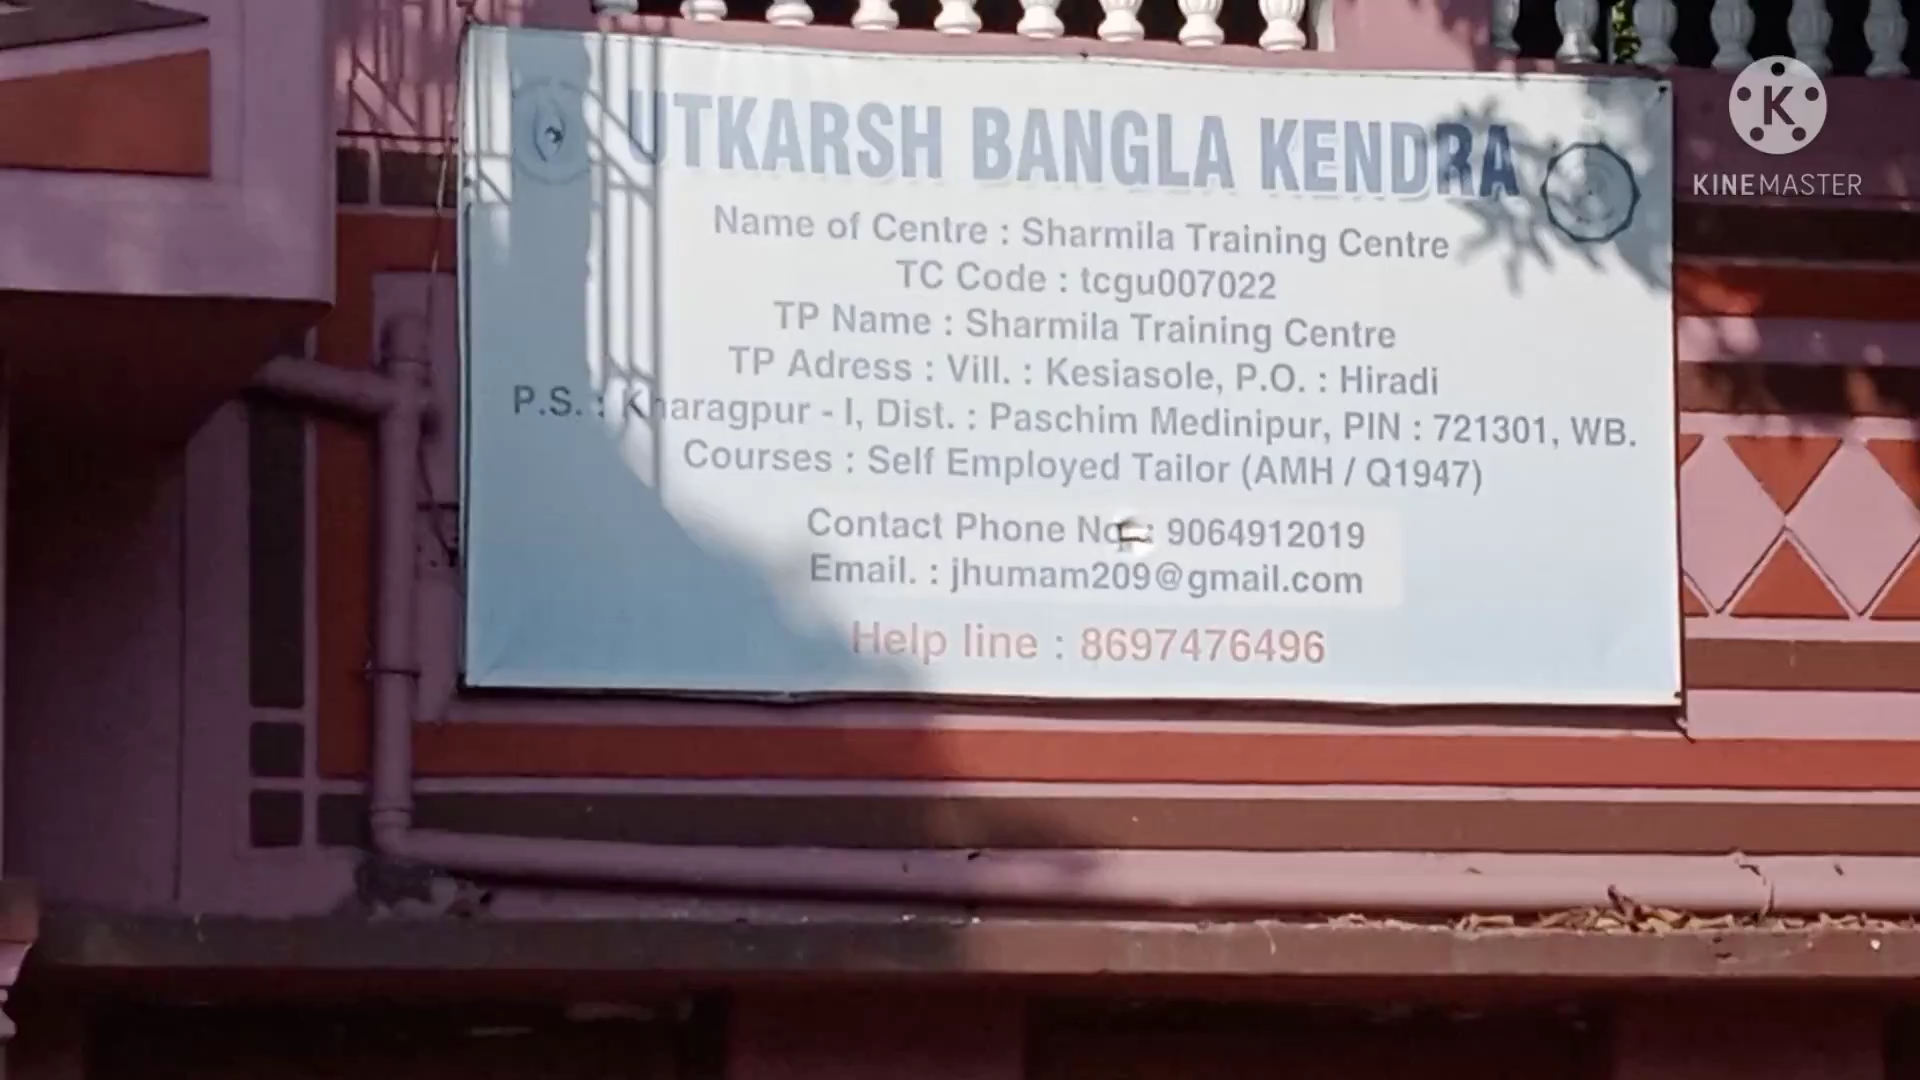 UTKARSH BANGLA KENDRA
Name of Centre : Sharmila Training Centre
TC Code : tcgu007022
TP Name : Sharmila Training Centre
TP Adress : Vill. : Kesiasole, P.O. : Hiradi
P.S. : Kharagpur - I, Dist. : Paschim Medinipur, PIN : 721301, WB.
Courses : Self Employed Tailor (AMH / Q1947)
Contact Phone No. : 9064912019
Email. : jhumam209@gmail.com
Help line : 8697476496
K
KINEMASTER